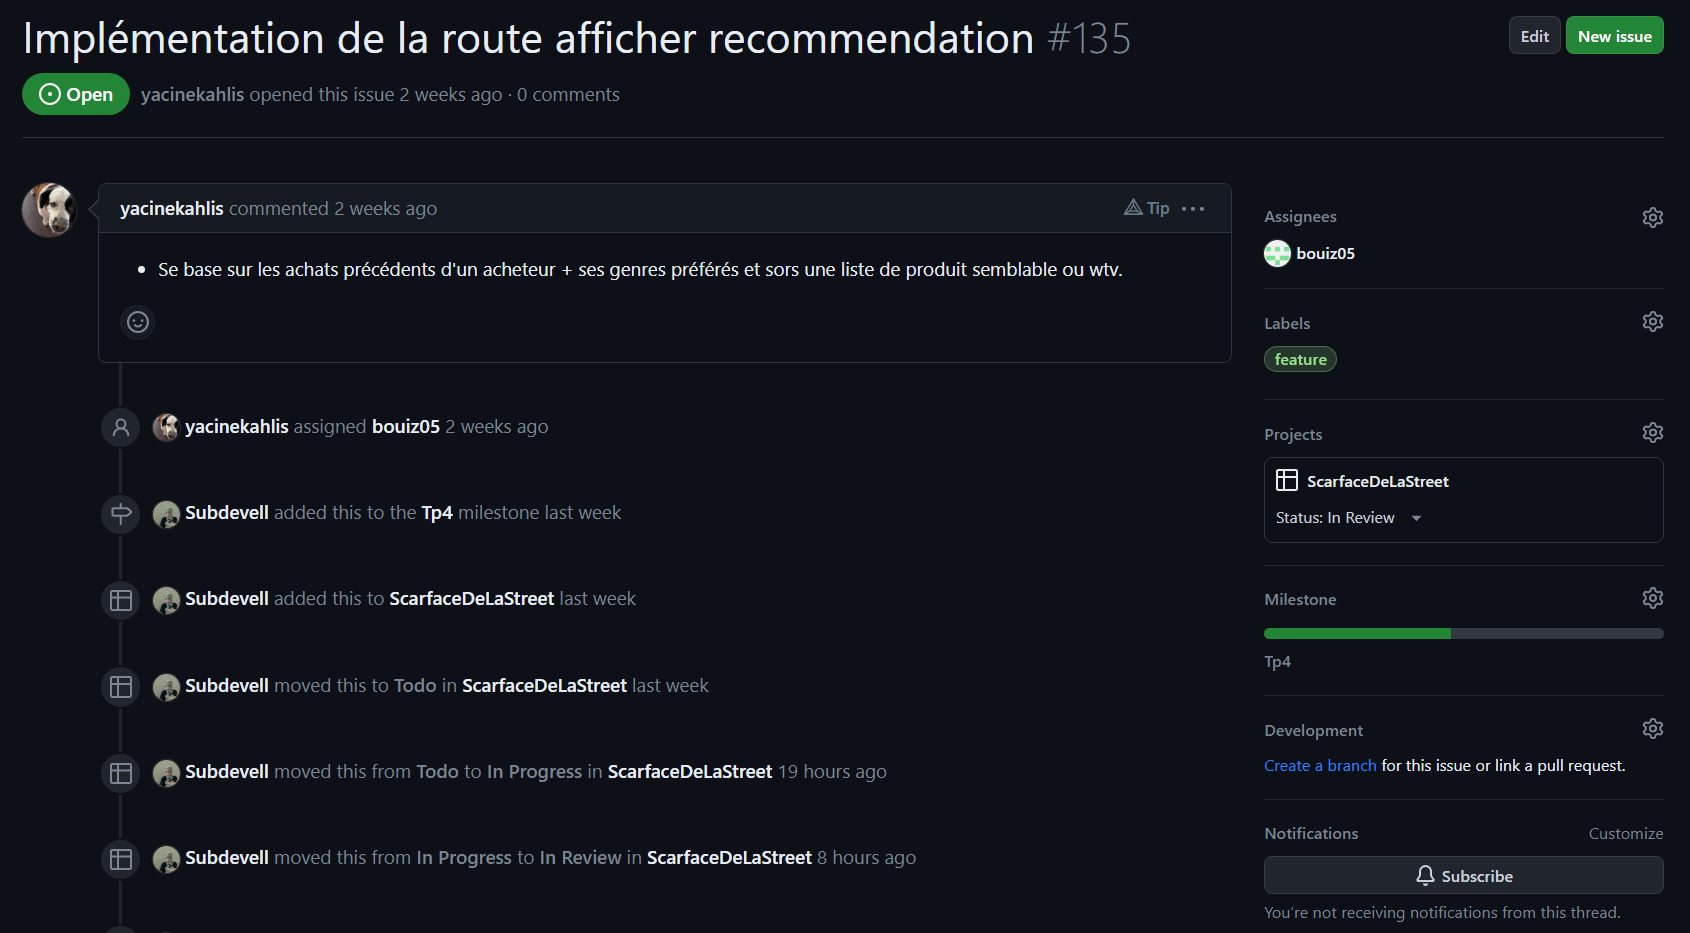 Implémentation de la route afficher recommendation #135
Edit
New issue
Open
yacinekahlis opened this issue 2 weeks ago · 0 comments
yacinekahlis commented 2 weeks ago
Tip
Se base sur les achats précédents d'un acheteur + ses genres préférés et sors une liste de produit semblable ou wtv.
yacinekahlis assigned bouiz05 2 weeks ago
Subdevell added this to the Tp4 milestone last week
Subdevell added this to ScarfaceDeLaStreet last week
Subdevell moved this to Todo in ScarfaceDeLaStreet last week
Subdevell moved this from Todo to In Progress in ScarfaceDeLaStreet 19 hours ago
Subdevell moved this from In Progress to In Review in ScarfaceDeLaStreet 8 hours ago
Assignees
bouiz05
Labels
feature
Projects
ScarfaceDeLaStreet
Status: In Review
Milestone
Tp4
Development
Create a branch for this issue or link a pull request.
Notifications
Customize
Subscribe
You're not receiving notifications from this thread.